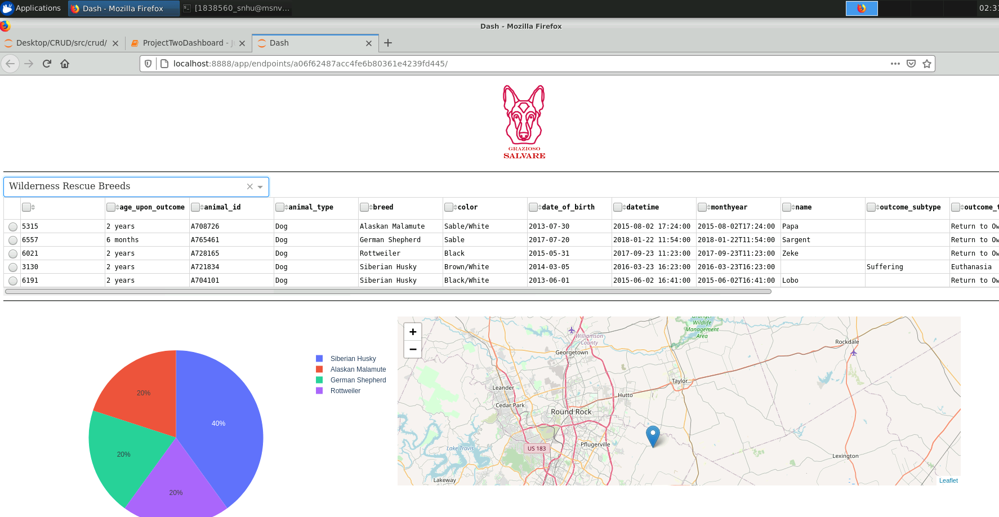 Applications Dash - Mozilla Firefox [1838560_snhu@msnv... 02:3
Dash - Mozilla Firefox
Desktop/CRUD/src/crud/ ProjectTwoDashboard - Dash
localhost:8888/app/endpoints/a06f62487acc4fe6b80361e4239fd445/
GRAZIOSO
SALVARE
Wilderness Rescue Breeds
age_upon_outcome animal_id animal_type breed color date_of_birth datetime monthyear name outcome_subtype outcome_t
5315 2 years A708726 Dog Alaskan Malamute Sable/White 2013-07-30 2015-08-02 17:24:00 2015-08-02T17:24:00 Papa Return to Ow
6557 6 months A765461 Dog German Shepherd Sable 2017-07-20 2018-01-22 11:54:00 2018-01-22T11:54:00 Sargent Return to Ow
6021 2 years A728165 Dog Rottweiler Black 2015-05-31 2017-09-23 11:23:00 2017-09-23T11:23:00 Zeke Return to Ow
3130 2 years A721834 Dog Siberian Husky Brown/White 2014-03-05 2016-03-23 16:23:00 2016-03-23T16:23:00 Suffering Euthanasia
6191 2 years A704101 Dog Siberian Husky Black/White 2013-06-01 2015-06-02 16:41:00 2015-06-02T16:41:00 Lobo Return to Ow
40%
20%
20%
20%
Siberian Husky
Alaskan Malamute
German Shepherd
Rottweiler
+
−
Wildlife
Management
Area
Williamson
County
Georgetown
Rockdale
Taylor
Leander
Hutto
Cedar Park
Round Rock
Lake Travis
US 183
Pflugerville
Lexington
Lakeway
Leaflet